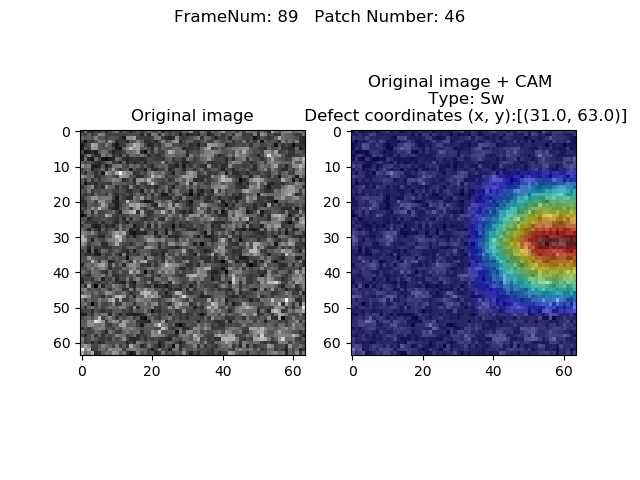 FrameNum: 89   Patch Number: 46
Original image
Original image + CAM
Type: Sw
Defect coordinates (x, y):[(31.0, 63.0)]
0
10
20
30
40
50
60
0 20 40 60
0
10
20
30
40
50
60
0 20 40 60